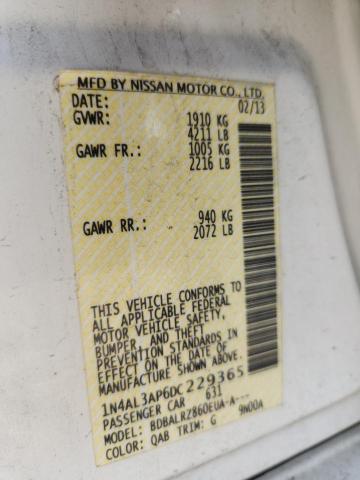 MFD BY NISSAN MOTOR CO., LTD.
DATE: 02/13
GVWR: 1910 KG
4211 LB
GAWR FR.: 1005 KG
2216 LB
GAWR RR.: 940 KG
2072 LB
THIS VEHICLE CONFORMS TO
ALL APPLICABLE FEDERAL
MOTOR VEHICLE SAFETY,
BUMPER, AND THEFT
PREVENTION STANDARDS IN
EFFECT ON THE DATE OF
MANUFACTURE SHOWN ABOVE.
1N4AL3AP6DC 229365
PASSENGER CAR 631
MODEL: BDBALRZ860EUA-A--- 9N00A
COLOR: QAB TRIM: G